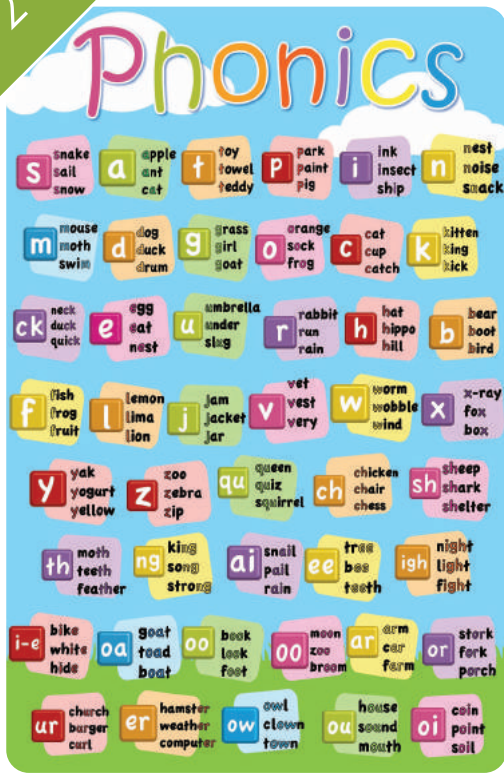 Phonics
s
snake
sail
snow
a
apple
ant
cat
t
toy
towel
teddy
p
park
paint
pig
i
ink
insect
ship
n
nest
noise
snack
m
mouse
moth
swim
d
dog
duck
drum
g
grass
girl
goat
o
orange
sock
frog
c
cat
cup
catch
k
kitten
king
kick
ck
neck
duck
quick
e
egg
eat
nest
u
umbrella
under
slug
r
rabbit
run
rain
h
hat
hippo
hill
b
bear
boot
bird
f
fish
frog
fruit
l
lemon
lima
lion
j
jam
jacket
jar
v
vet
vest
very
w
worm
wobble
wind
x
x-ray
fox
box
y
yak
yogurt
yellow
z
zoo
zebra
zip
qu
queen
quiz
squirrel
ch
chicken
chair
chess
sh
sheep
shark
shelter
th
moth
teeth
feather
ng
king
song
strong
ai
snail
pail
rain
ee
tree
bee
teeth
igh
night
light
fight
i-e
bike
white
hide
oa
goat
toad
boat
oo
book
look
foot
oo
moon
zoo
broom
ar
arm
car
farm
or
stork
fork
porch
ur
church
burger
curl
er
hamster
weather
computer
ow
owl
clown
town
ou
house
sound
mouth
oi
coin
point
soil